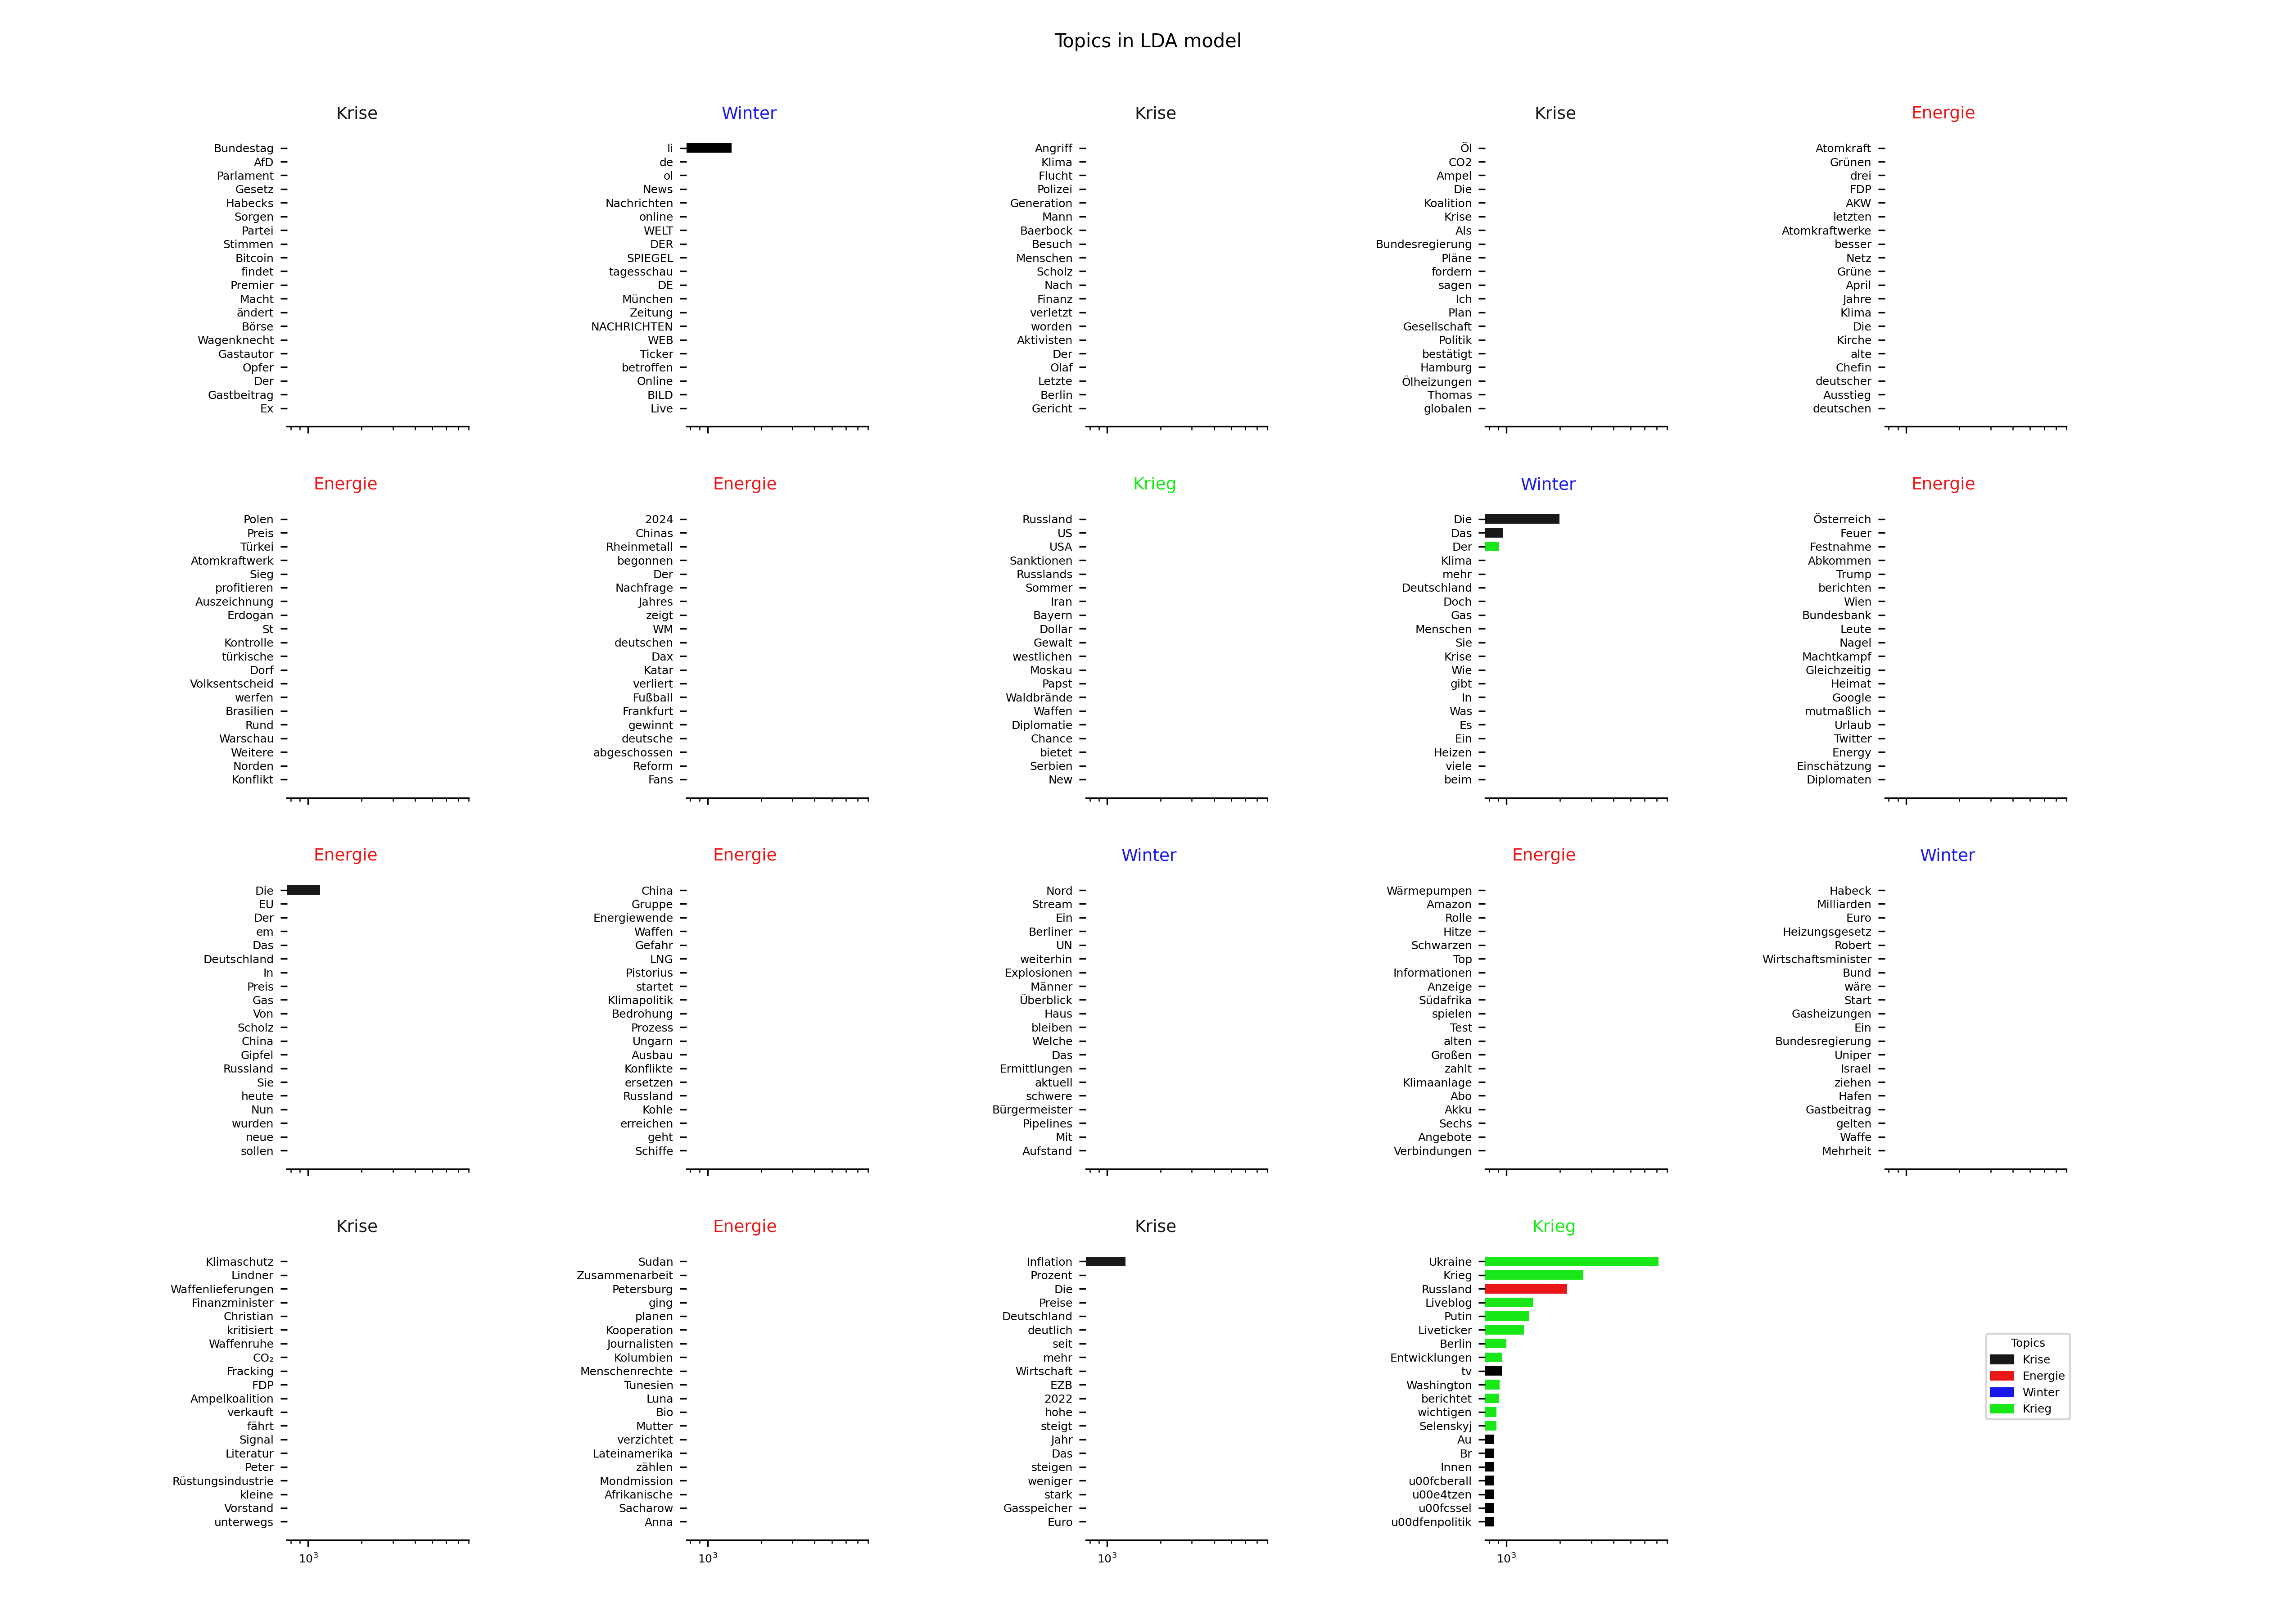 Topics in LDA model
Krise
Bundestag
AfD
Parlament
Gesetz
Habecks
Sorgen
Partei
Stimmen
Bitcoin
findet
Premier
Macht
ändert
Börse
Wagenknecht
Gastautor
Opfer
Der
Gastbeitrag
Ex
Winter
li
de
ol
News
Nachrichten
online
WELT
DER
SPIEGEL
tagesschau
DE
München
Zeitung
NACHRICHTEN
WEB
Ticker
betroffen
Online
BILD
Live
Krise
Angriff
Klima
Flucht
Polizei
Generation
Mann
Baerbock
Besuch
Menschen
Scholz
Nach
Finanz
verletzt
worden
Aktivisten
Der
Olaf
Letzte
Berlin
Gericht
Krise
Öl
CO2
Ampel
Die
Koalition
Krise
Als
Bundesregierung
Pläne
fordern
sagen
Ich
Plan
Gesellschaft
Politik
bestätigt
Hamburg
Ölheizungen
Thomas
globalen
Energie
Atomkraft
Grünen
drei
FDP
AKW
letzten
Atomkraftwerke
besser
Netz
Grüne
April
Jahre
Klima
Die
Kirche
alte
Chefin
deutscher
Ausstieg
deutschen
Energie
Polen
Preis
Türkei
Atomkraftwerk
Sieg
profitieren
Auszeichnung
Erdogan
St
Kontrolle
türkische
Dorf
Volksentscheid
werfen
Brasilien
Rund
Warschau
Weitere
Norden
Konflikt
Energie
2024
Chinas
Rheinmetall
begonnen
Der
Nachfrage
Jahres
zeigt
WM
deutschen
Dax
Katar
verliert
Fußball
Frankfurt
gewinnt
deutsche
abgeschossen
Reform
Fans
Krieg
Russland
US
USA
Sanktionen
Russlands
Sommer
Iran
Bayern
Dollar
Gewalt
westlichen
Moskau
Papst
Waldbrände
Waffen
Diplomatie
Chance
bietet
Serbien
New
Winter
Die
Das
Der
Klima
mehr
Deutschland
Doch
Gas
Menschen
Sie
Krise
Wie
gibt
In
Was
Es
Ein
Heizen
viele
beim
Energie
Österreich
Feuer
Festnahme
Abkommen
Trump
berichten
Wien
Bundesbank
Leute
Nagel
Machtkampf
Gleichzeitig
Heimat
Google
mutmaßlich
Urlaub
Twitter
Energy
Einschätzung
Diplomaten
Energie
Die
EU
Der
em
Das
Deutschland
In
Preis
Gas
Von
Scholz
China
Gipfel
Russland
Sie
heute
Nun
wurden
neue
sollen
Energie
China
Gruppe
Energiewende
Waffen
Gefahr
LNG
Pistorius
startet
Klimapolitik
Bedrohung
Prozess
Ungarn
Ausbau
Konflikte
ersetzen
Russland
Kohle
erreichen
geht
Schiffe
Winter
Nord
Stream
Ein
Berliner
UN
weiterhin
Explosionen
Männer
Überblick
Haus
bleiben
Welche
Das
Ermittlungen
aktuell
schwere
Bürgermeister
Pipelines
Mit
Aufstand
Energie
Wärmepumpen
Amazon
Rolle
Hitze
Schwarzen
Top
Informationen
Anzeige
Südafrika
spielen
Test
alten
Großen
zahlt
Klimaanlage
Abo
Akku
Sechs
Angebote
Verbindungen
Winter
Habeck
Milliarden
Euro
Heizungsgesetz
Robert
Wirtschaftsminister
Bund
wäre
Start
Gasheizungen
Ein
Bundesregierung
Uniper
Israel
ziehen
Hafen
Gastbeitrag
gelten
Waffe
Mehrheit
Krise
Klimaschutz
Lindner
Waffenlieferungen
Finanzminister
Christian
kritisiert
Waffenruhe
CO₂
Fracking
FDP
Ampelkoalition
verkauft
fährt
Signal
Literatur
Peter
Rüstungsindustrie
kleine
Vorstand
unterwegs
10³
Energie
Sudan
Zusammenarbeit
Petersburg
ging
planen
Kooperation
Journalisten
Kolumbien
Menschenrechte
Tunesien
Luna
Bio
Mutter
verzichtet
Lateinamerika
zählen
Mondmission
Afrikanische
Sacharow
Anna
10³
Krise
Inflation
Prozent
Die
Preise
Deutschland
deutlich
seit
mehr
Wirtschaft
EZB
2022
hohe
steigt
Jahr
Das
steigen
weniger
stark
Gasspeicher
Euro
10³
Krieg
Ukraine
Krieg
Russland
Liveblog
Putin
Liveticker
Berlin
Entwicklungen
tv
Washington
berichtet
wichtigen
Selenskyj
Au
Br
Innen
u00fcberall
u00e4tzen
u00fcssel
u00dfenpolitik
10³
Topics
Krise
Energie
Winter
Krieg